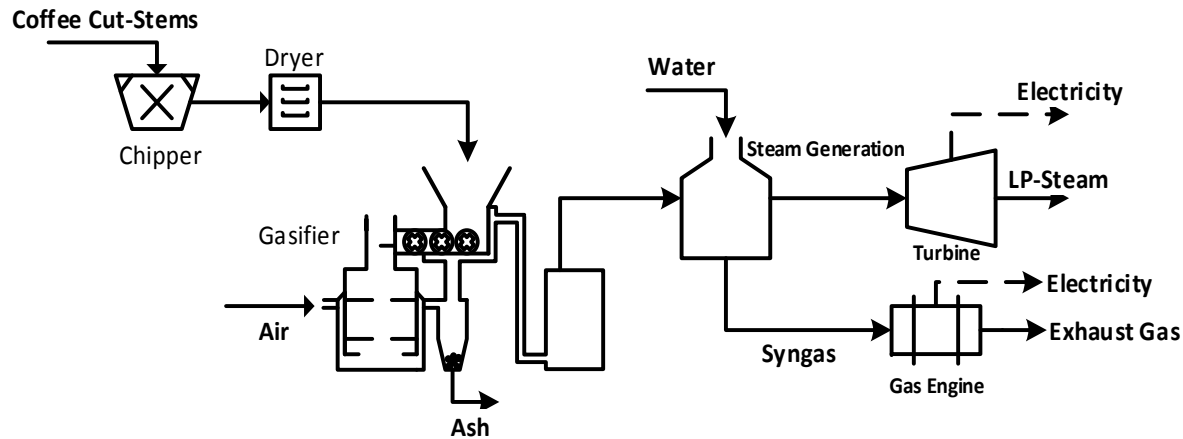 Coffee Cut-Stems
Dryer
Chipper
Water
Electricity
Steam Generation
LP-Steam
Gasifier
Turbine
Electricity
Air
Syngas
Exhaust Gas
Gas Engine
Ash